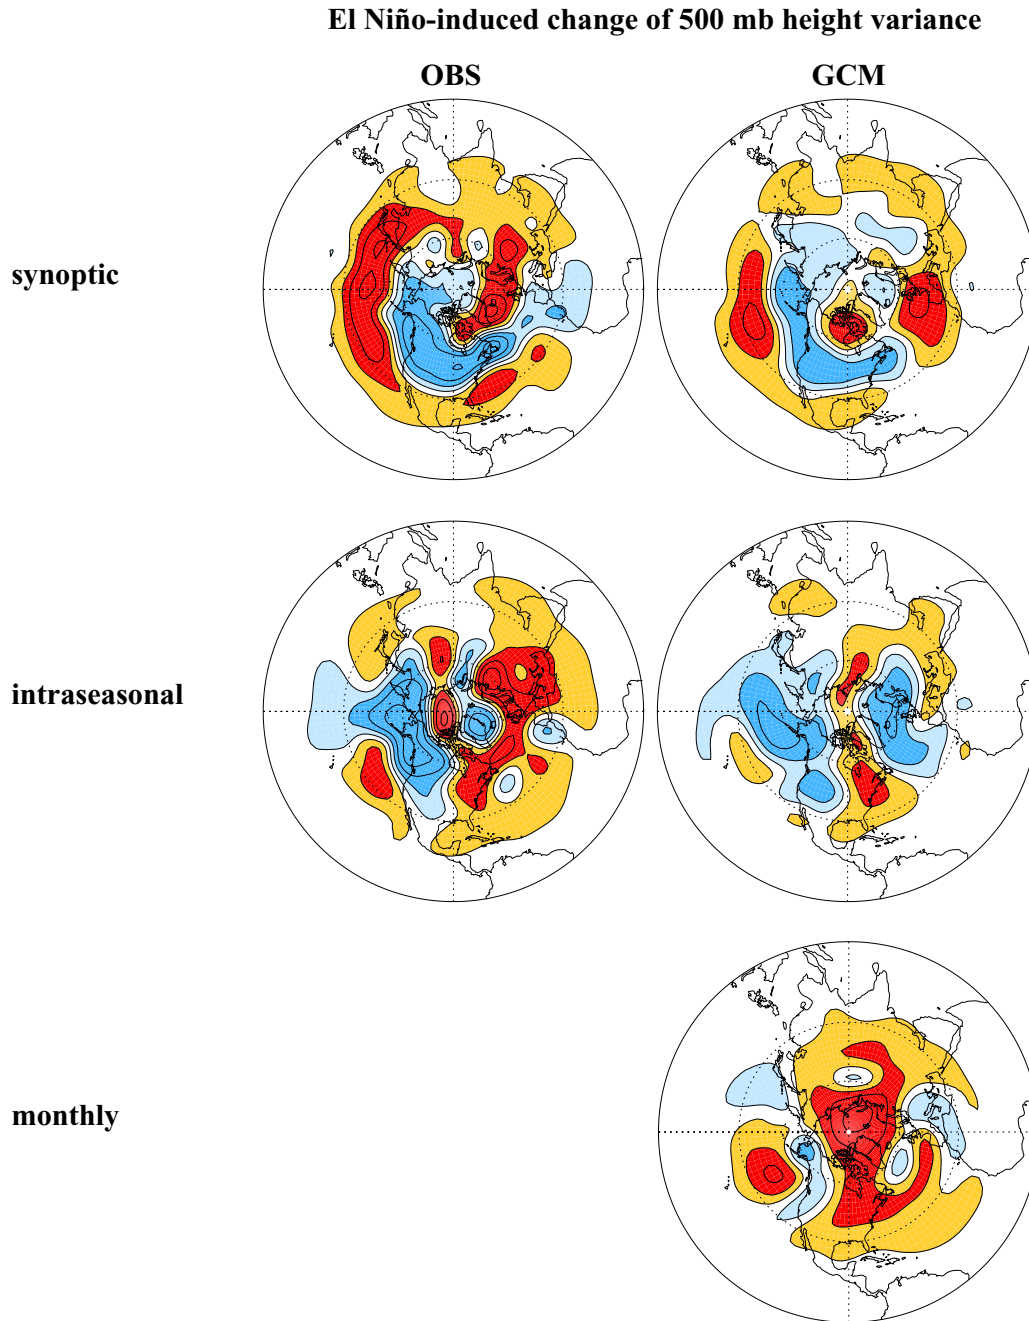 El Niño-induced change of 500 mb height variance
OBS GCM
synoptic
intraseasonal
monthly